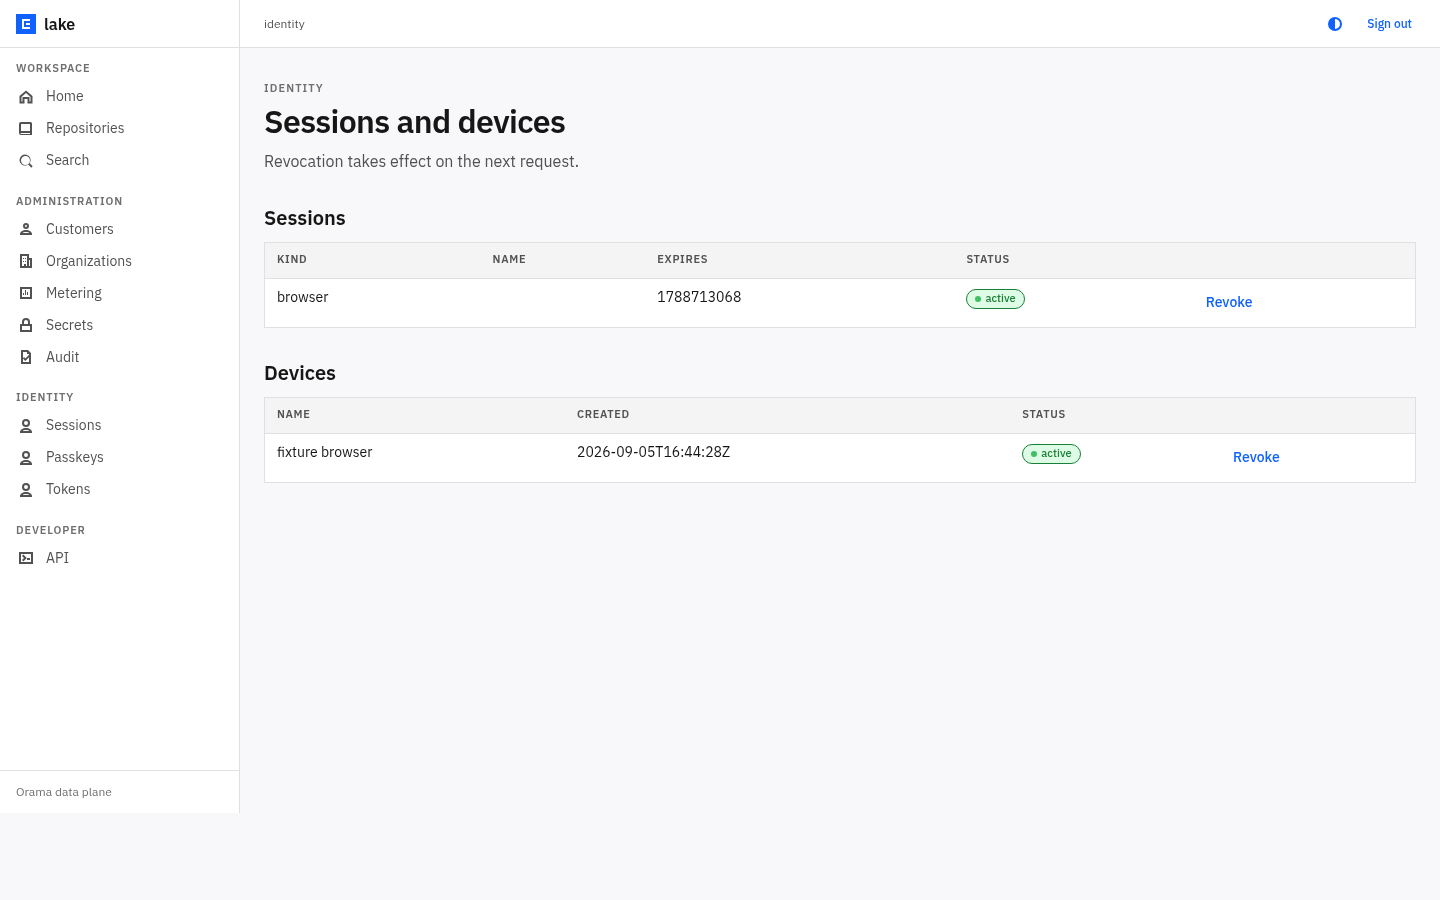 lake
identity
Sign out
WORKSPACE
Home
Repositories
Search
ADMINISTRATION
Customers
Organizations
Metering
Secrets
Audit
IDENTITY
Sessions
Passkeys
Tokens
DEVELOPER
API
Orama data plane
IDENTITY
Sessions and devices
Revocation takes effect on the next request.
Sessions
KIND NAME EXPIRES STATUS
browser 1788713068 active Revoke
Devices
NAME CREATED STATUS
fixture browser 2026-09-05T16:44:28Z active Revoke